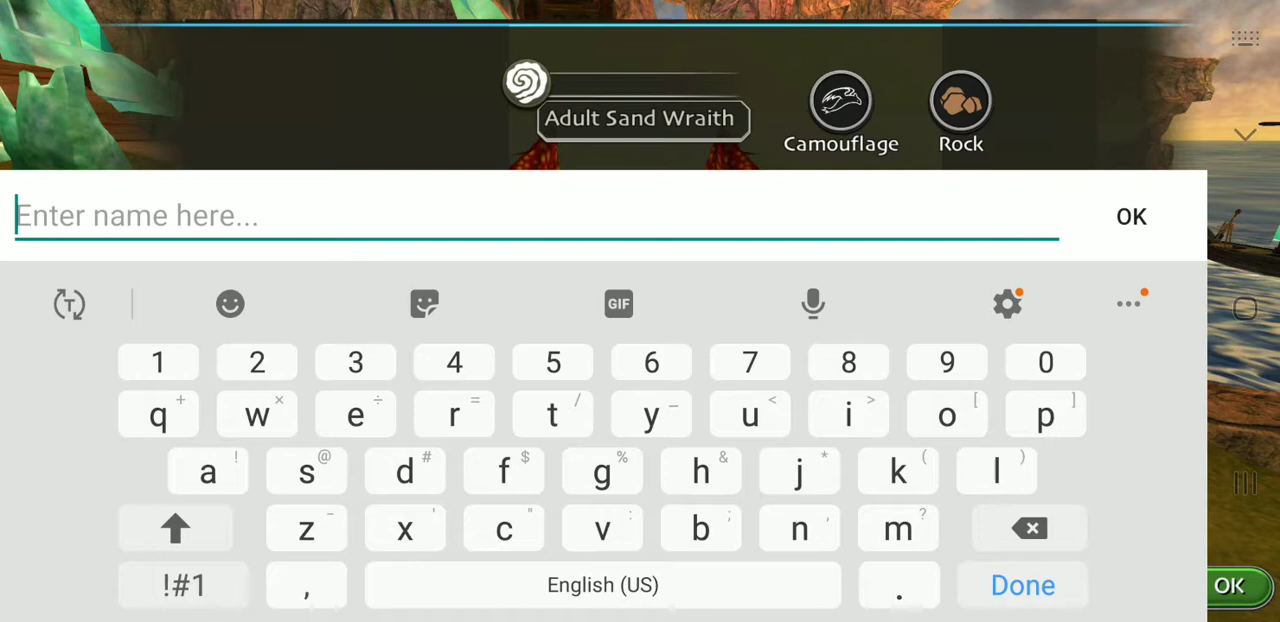 Adult Sand Wraith
Camouflage
Rock
Enter name here...
OK
T
GIF
1 2 3 4 5 6 7 8 9 0
q + w × e ÷ r = t / y _ u < i > o [ p ]
a ! s @ d # f $ g % h & j * k ( l )
z - x ' c " v : b ; n , m ?
!#1 , English (US) . Done
OK